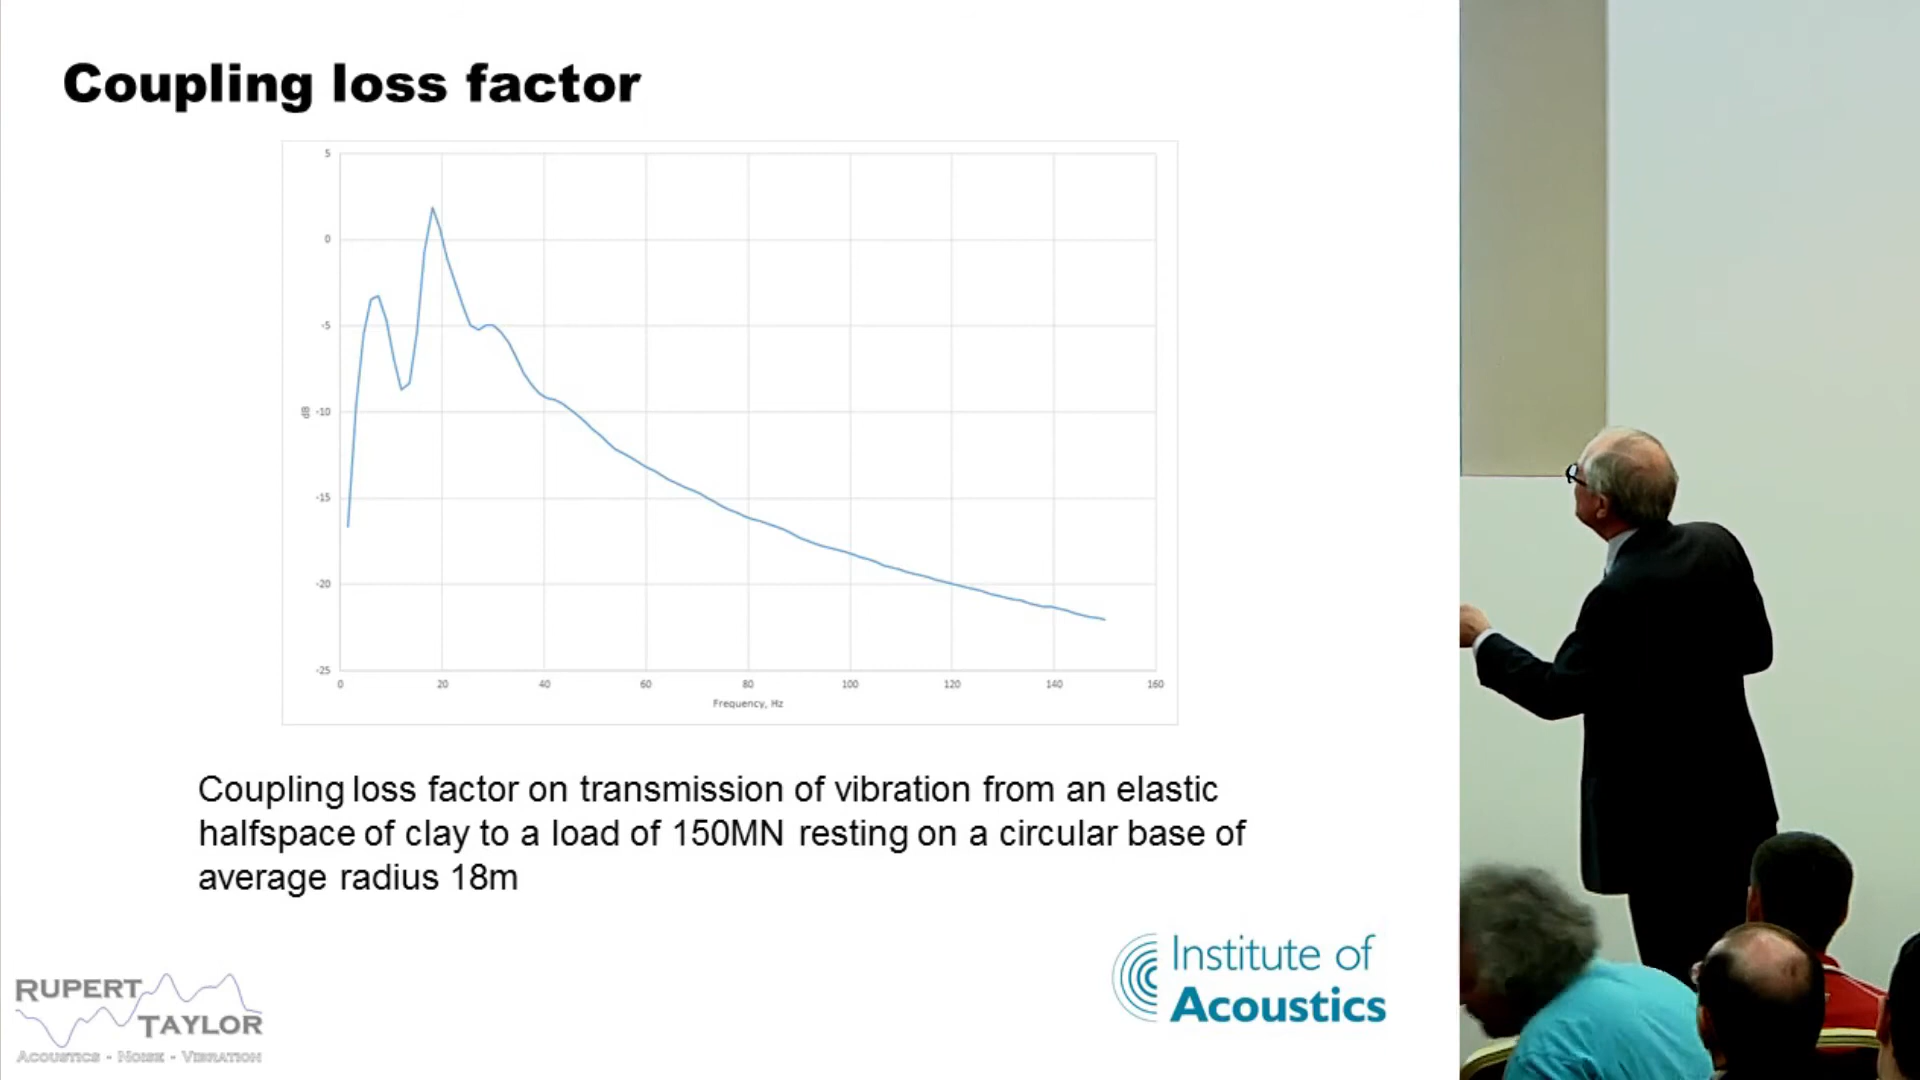 Coupling loss factor
5
0
-5
-10
-15
-20
-25
dB
0 20 40 60 80 100 120 140 160
Frequency, Hz
Coupling loss factor on transmission of vibration from an elastic
halfspace of clay to a load of 150MN resting on a circular base of
average radius 18m
RUPERT
TAYLOR
ACOUSTICS - NOISE - VIBRATION
Institute of
Acoustics